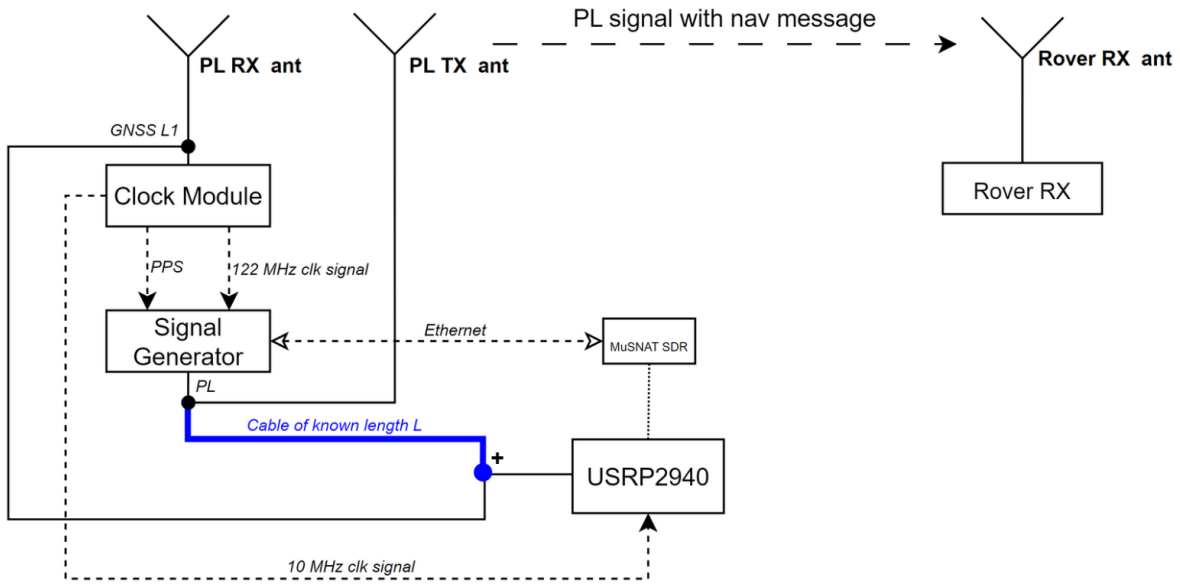 PL signal with nav message
PL RX ant
PL TX ant
Rover RX ant
GNSS L1
Clock Module
Rover RX
PPS
122 MHz clk signal
Signal
Generator
Ethernet
MuSNAT SDR
PL
Cable of known length L
+
USRP2940
10 MHz clk signal